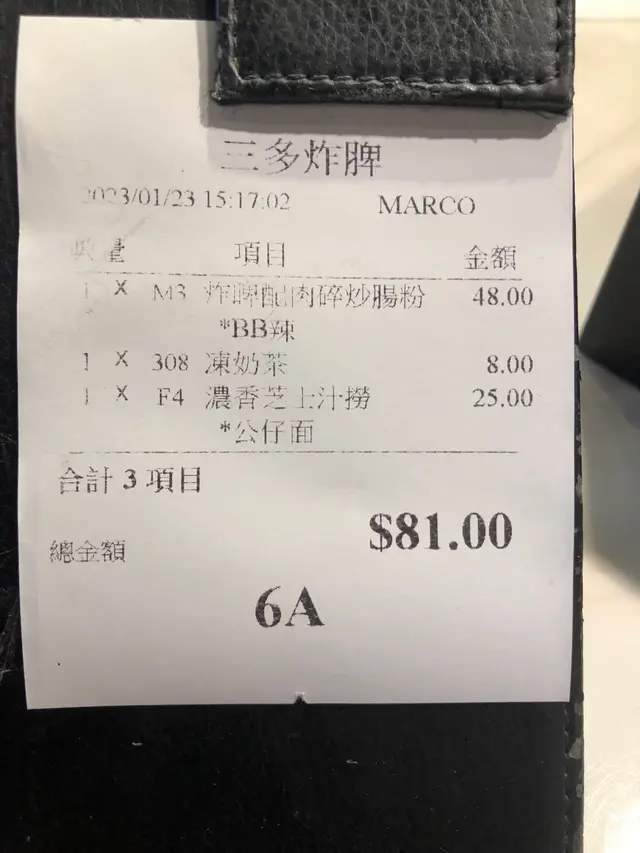 三多炸脾
2023/01/23 15:17:02 MARCO
數量 項目 金額
1 X M3 炸脾配肉碎炒腸粉 48.00
*BB辣
1 X 308 凍奶茶 8.00
1 X F4 濃香芝士汁撈 25.00
*公仔面
合計 3 項目
$81.00
總金額
6A